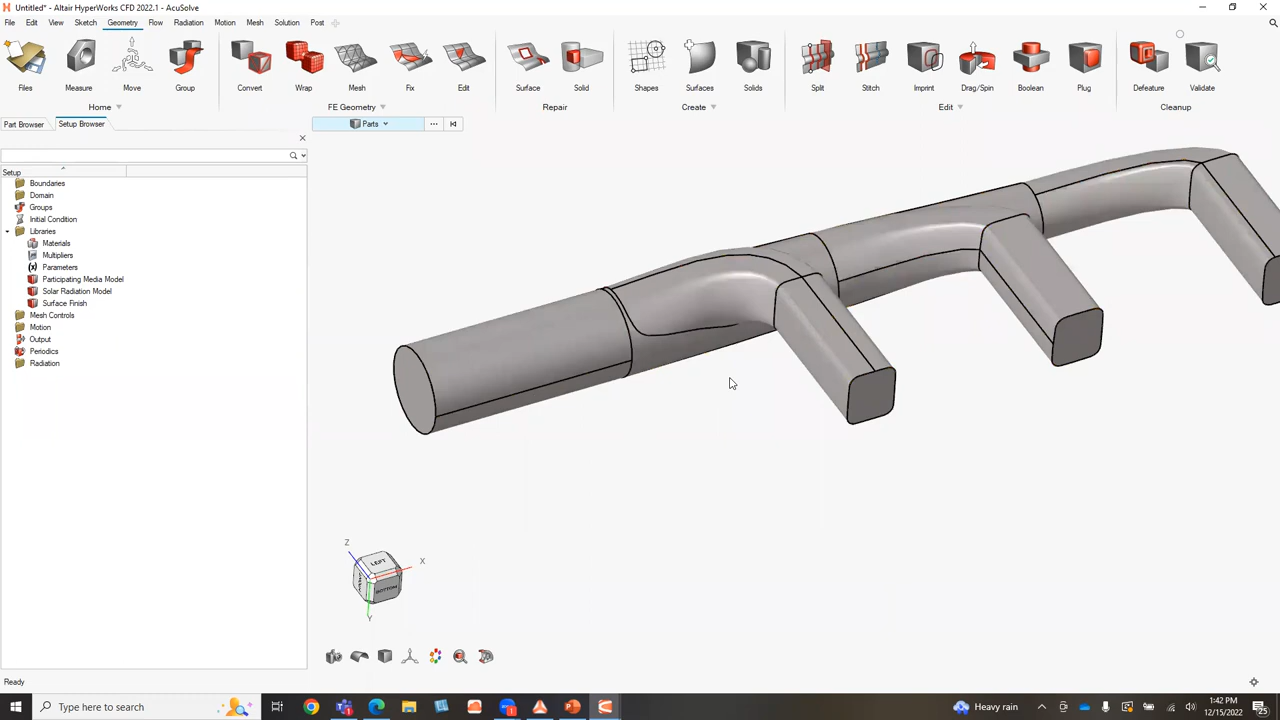 Untitled* - Altair HyperWorks CFD 2022.1 - AcuSolve
File Edit View Sketch Geometry Flow Radiation Motion Mesh Solution Post
Files Measure Move Group Convert Wrap Mesh Fix Edit Surface Solid Shapes Surfaces Solids Split Stitch Imprint Drag/Spin Boolean Plug Defeature Validate
Home FE Geometry Repair Create Edit Cleanup
Part Browser Setup Browser
Parts
Setup
Boundaries
Domain
Groups
Initial Condition
Libraries
Materials
Multipliers
(x) Parameters
Participating Media Model
Solar Radiation Model
Surface Finish
Mesh Controls
Motion
Output
Periodics
Radiation
Z
LEFT
X
BOTTOM
Y
Ready
Type here to search
Heavy rain
1:42 PM
12/15/2022
25